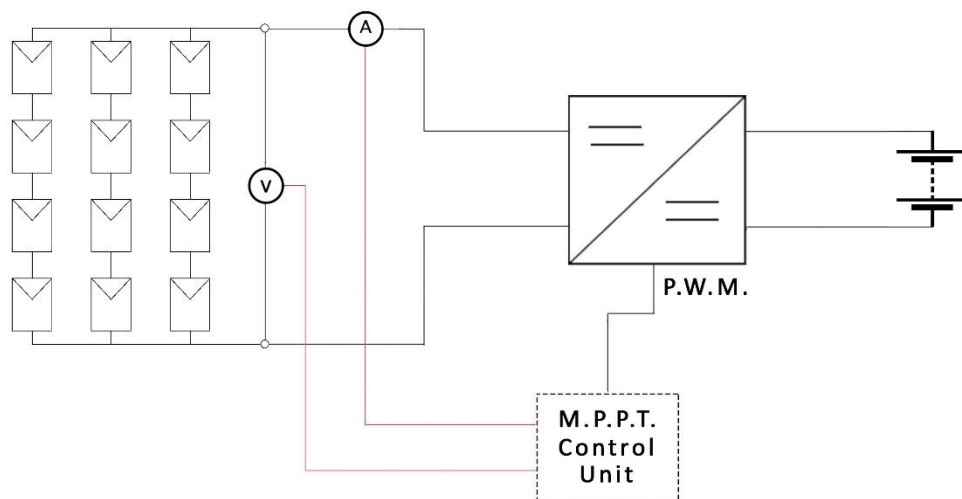 A
V
P.W.M.
M.P.P.T.
Control
Unit